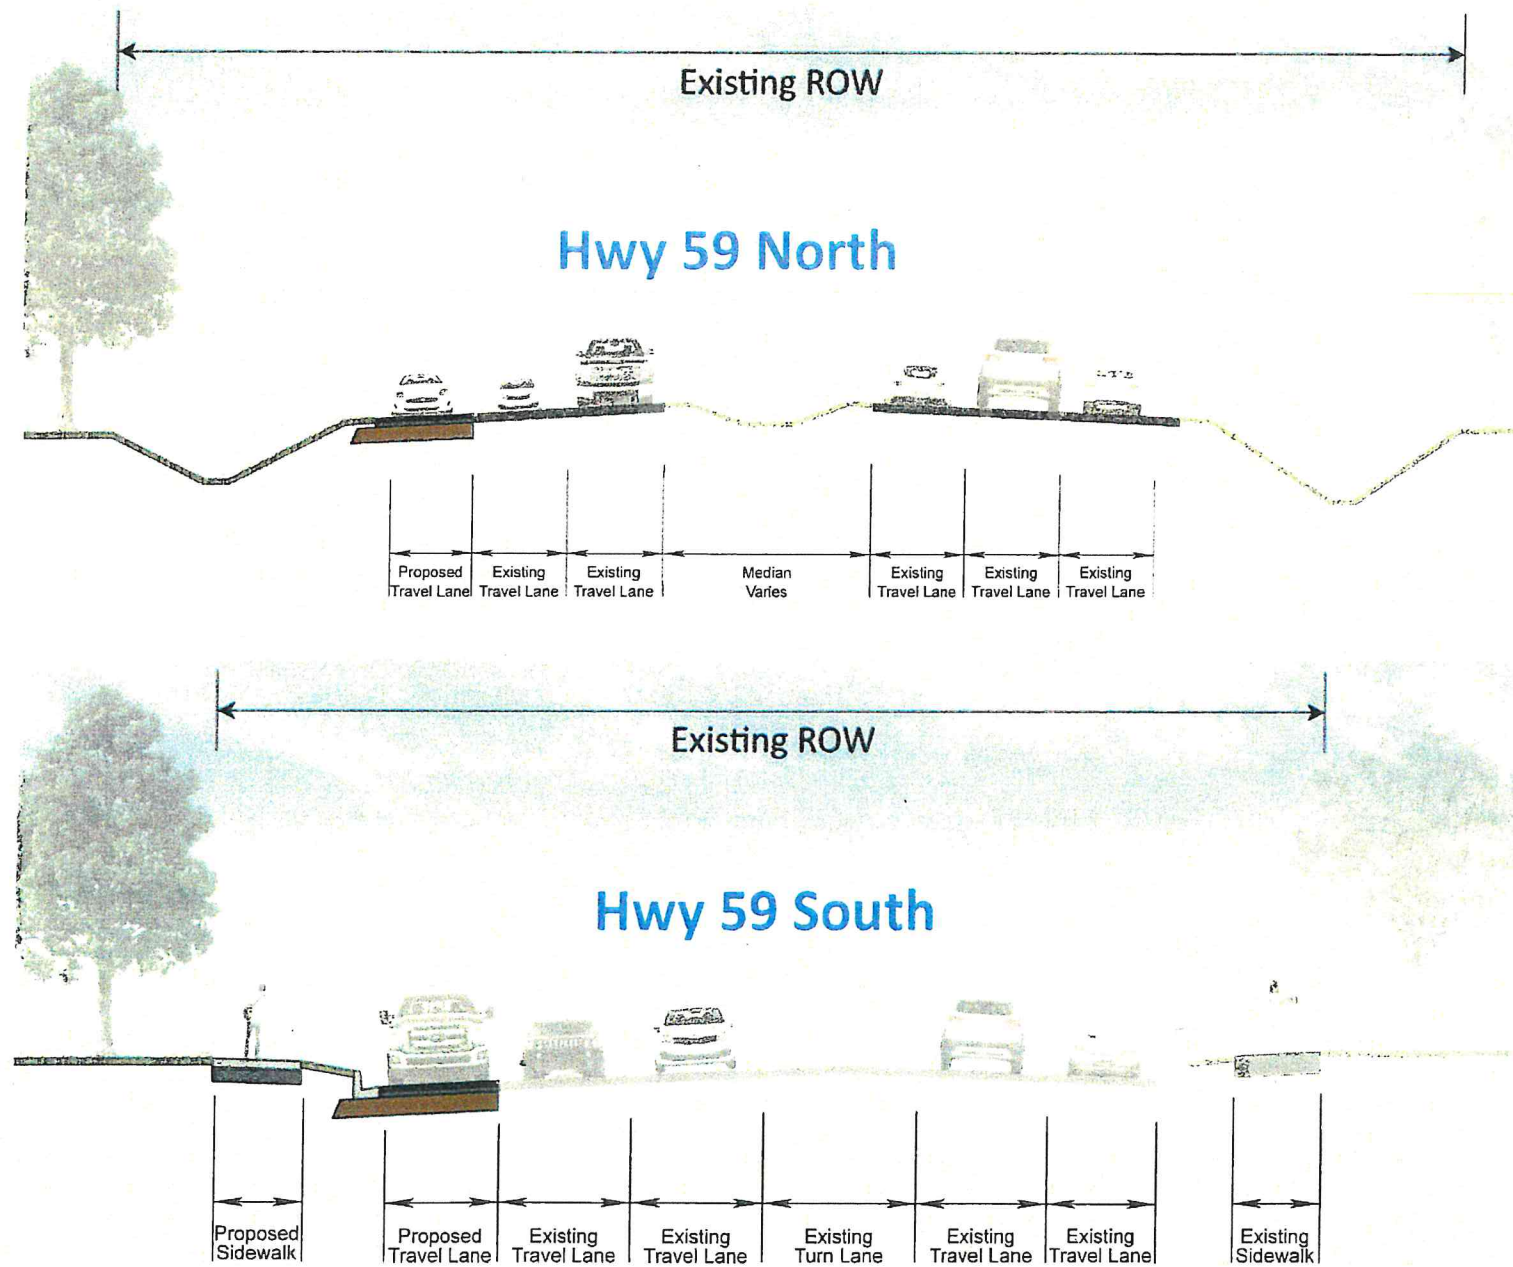 Existing ROW
Hwy 59 North
Proposed Travel Lane
Existing Travel Lane
Existing Travel Lane
Median Varies
Existing Travel Lane
Existing Travel Lane
Existing Travel Lane
Existing ROW
Hwy 59 South
Proposed Sidewalk
Proposed Travel Lane
Existing Travel Lane
Existing Travel Lane
Existing Turn Lane
Existing Travel Lane
Existing Travel Lane
Existing Sidewalk